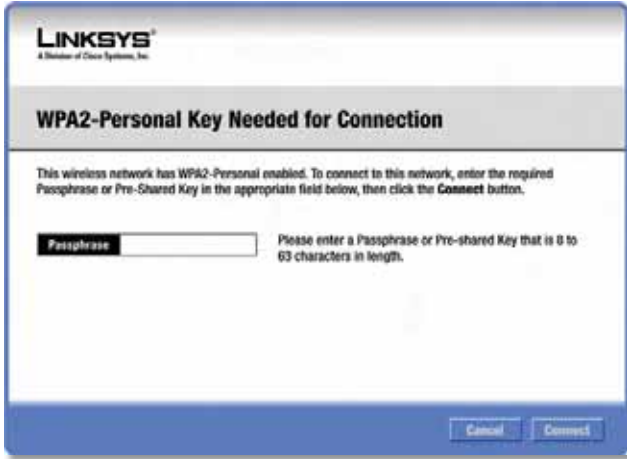 LINKSYS®
A Division of Cisco Systems, Inc.
WPA2-Personal Key Needed for Connection
This wireless network has WPA2-Personal enabled. To connect to this network, enter the required
Passphrase or Pre-Shared Key in the appropriate field below, then click the Connect button.
Passphrase
Please enter a Passphrase or Pre-shared Key that is 8 to
63 characters in length.
Cancel
Connect